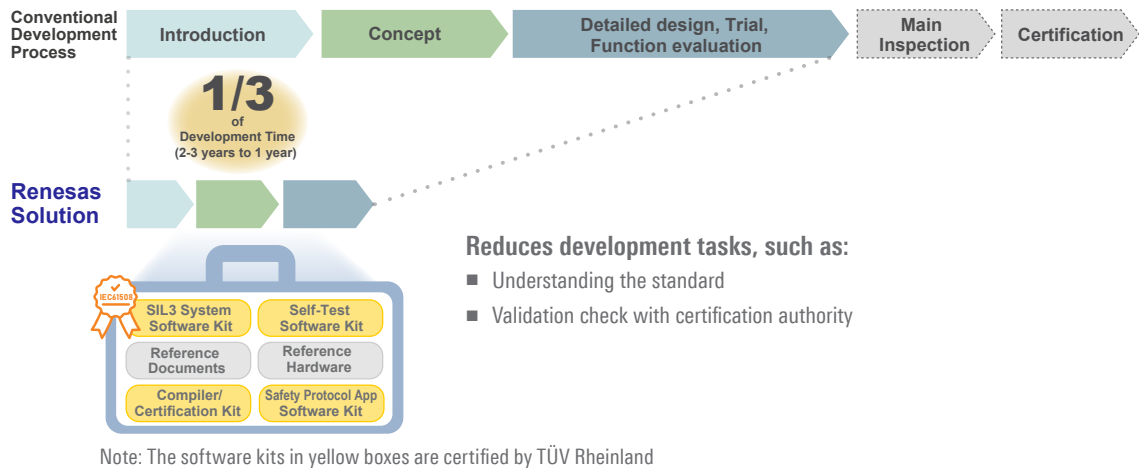 Conventional
Development
Process
Introduction
Concept
Detailed design, Trial,
Function evaluation
Main
Inspection
Certification
1/3
of
Development Time
(2-3 years to 1 year)
Renesas
Solution
Reduces development tasks, such as:
■ Understanding the standard
■ Validation check with certification authority
IEC61508
SIL3 System
Software Kit
Self-Test
Software Kit
Reference
Documents
Reference
Hardware
Compiler/
Certification Kit
Safety Protocol App
Software Kit
Note: The software kits in yellow boxes are certified by TÜV Rheinland